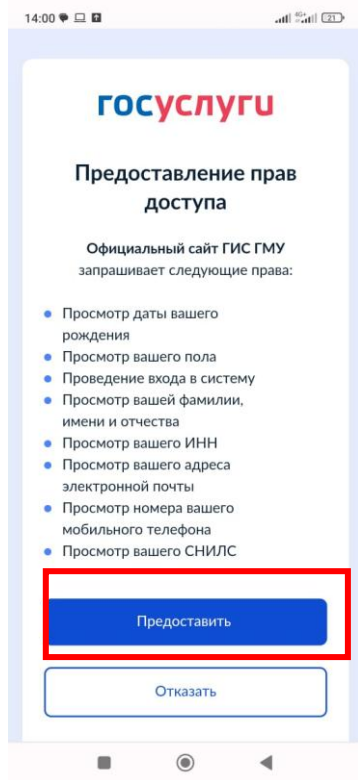 14:00
4G+
21
госуслуги
Предоставление прав
доступа
Официальный сайт ГИС ГМУ
запрашивает следующие права:
Просмотр даты вашего
рождения
Просмотр вашего пола
Проведение входа в систему
Просмотр вашей фамилии,
имени и отчества
Просмотр вашего ИНН
Просмотр вашего адреса
электронной почты
Просмотр номера вашего
мобильного телефона
Просмотр вашего СНИЛС
Предоставить
Отказать